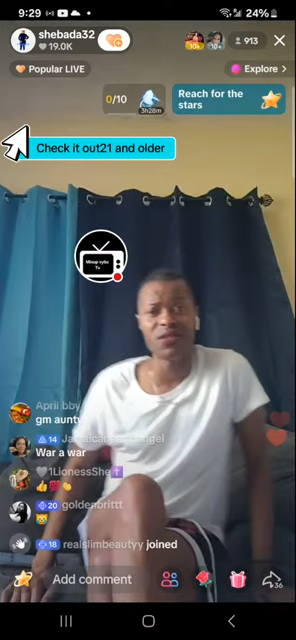 9:29
24%
shebada32
19.0K
10+
10+
913
Popular LIVE
Explore >
0/10
3h28m
Reach for the
stars
Check it out21 and older
Tv
April bby
gm aunty
14
War a war
1LionessShe
20 goldenbrittt
18 realslimbeautyy joined
Add comment
36